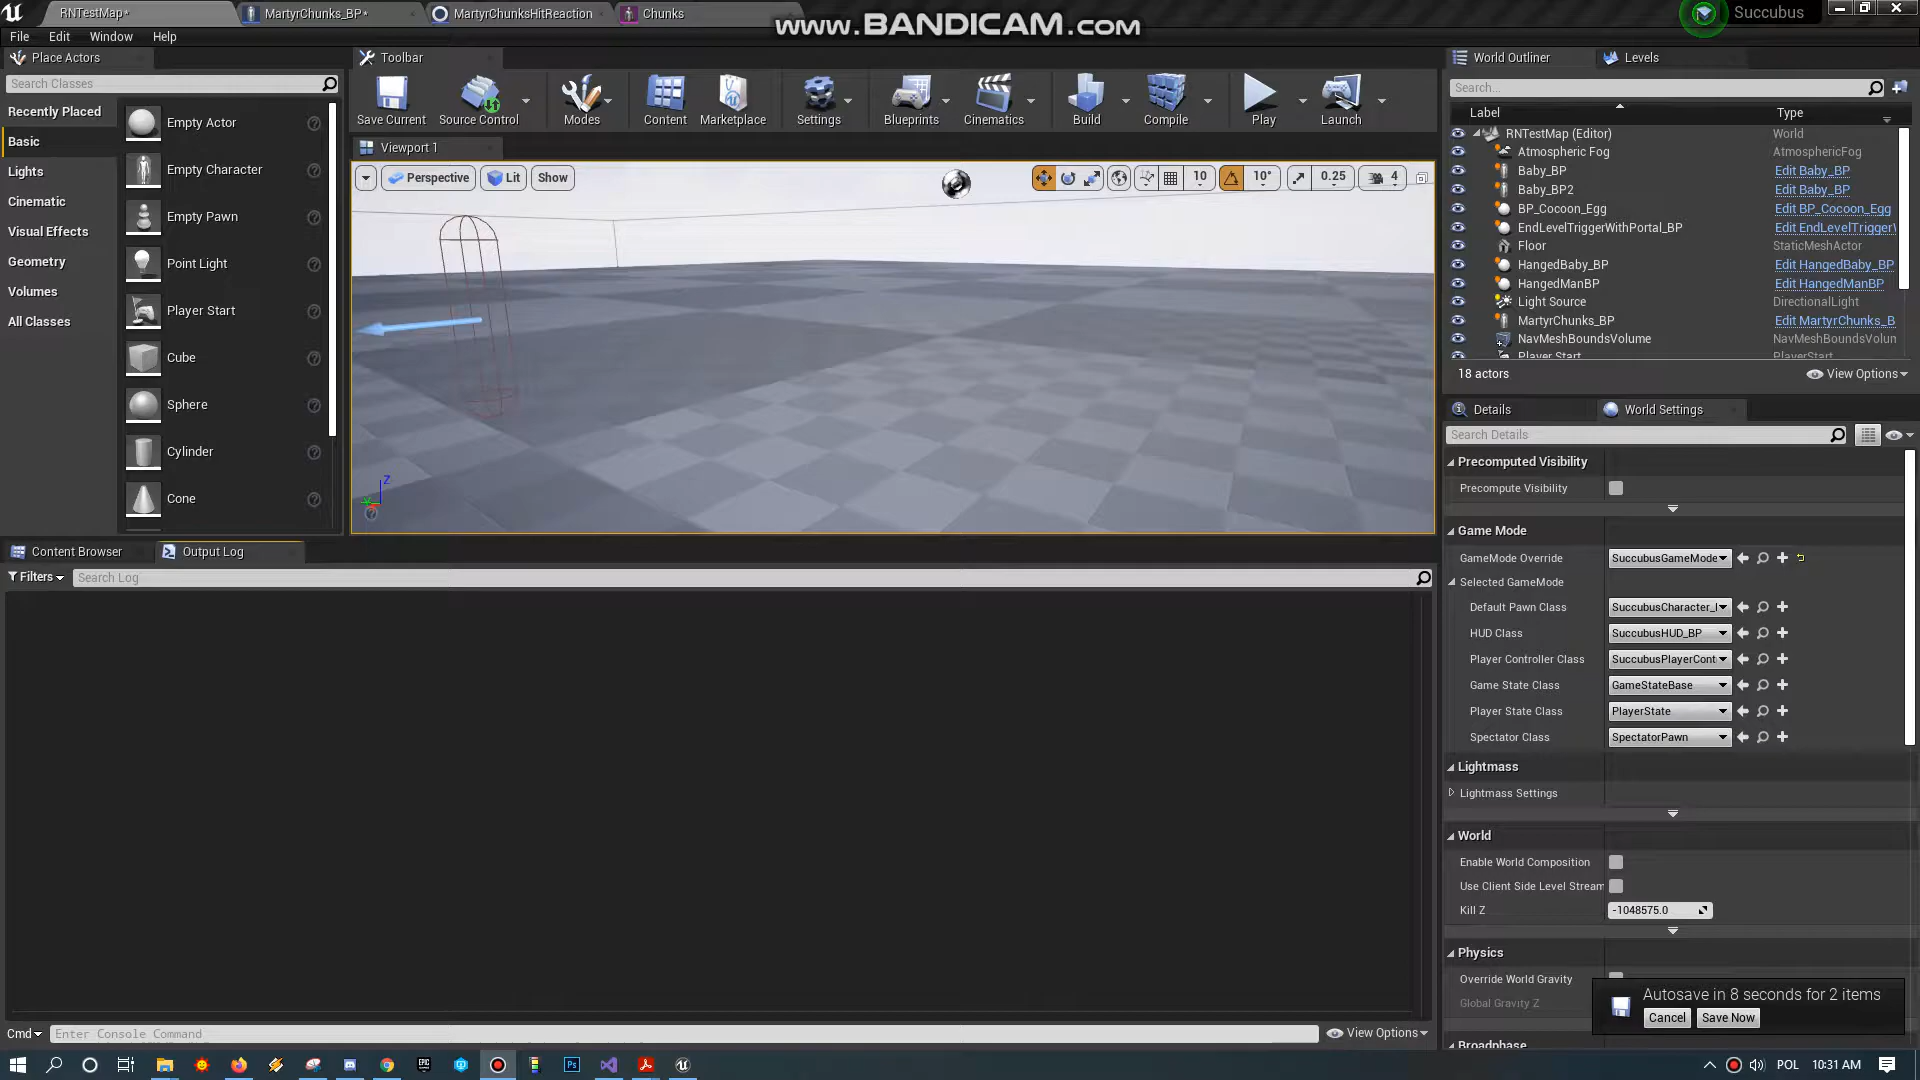 RNTestMap*
MartyrChunks_BP*
MartyrChunksHitReaction
Chunks
www.BANDICAM.com
Succubus
File Edit Window Help
Place Actors
Search Classes
Recently Placed
Basic
Lights
Cinematic
Visual Effects
Geometry
Volumes
All Classes
Empty Actor
Empty Character
Empty Pawn
Point Light
Player Start
Cube
Sphere
Cylinder
Cone
Toolbar
Save Current
Source Control
Modes
Content
Marketplace
Settings
Blueprints
Cinematics
Build
Compile
Play
Launch
Viewport 1
Perspective
Lit
Show
10
10°
0.25
4
Z
World Outliner
Levels
Search...
Label Type
RNTestMap (Editor) World
Atmospheric Fog AtmosphericFog
Baby_BP Edit Baby_BP
Baby_BP2 Edit Baby_BP
BP_Cocoon_Egg Edit BP_Cocoon_Egg
EndLevelTriggerWithPortal_BP Edit EndLevelTrigger
Floor StaticMeshActor
HangedBaby_BP Edit HangedBaby_BP
HangedManBP Edit HangedManBP
Light Source DirectionalLight
MartyrChunks_BP Edit MartyrChunks_B
NavMeshBoundsVolume NavMeshBoundsVolum
Player Start PlayerStart
18 actors
View Options
Details
World Settings
Search Details
Precomputed Visibility
Precompute Visibility
Game Mode
GameMode Override SuccubusGameMode
Selected GameMode
Default Pawn Class SuccubusCharacter_
HUD Class SuccubusHUD_BP
Player Controller Class SuccubusPlayerCont
Game State Class GameStateBase
Player State Class PlayerState
Spectator Class SpectatorPawn
Lightmass
Lightmass Settings
World
Enable World Composition
Use Client Side Level Stream
Kill Z -1048575.0
Physics
Override World Gravity
Global Gravity Z
Broadphase
Autosave in 8 seconds for 2 items
Cancel
Save Now
Content Browser
Output Log
Filters
Search Log
Cmd
Enter Console Command
View Options
EPIC
Ps
POL
10:31 AM